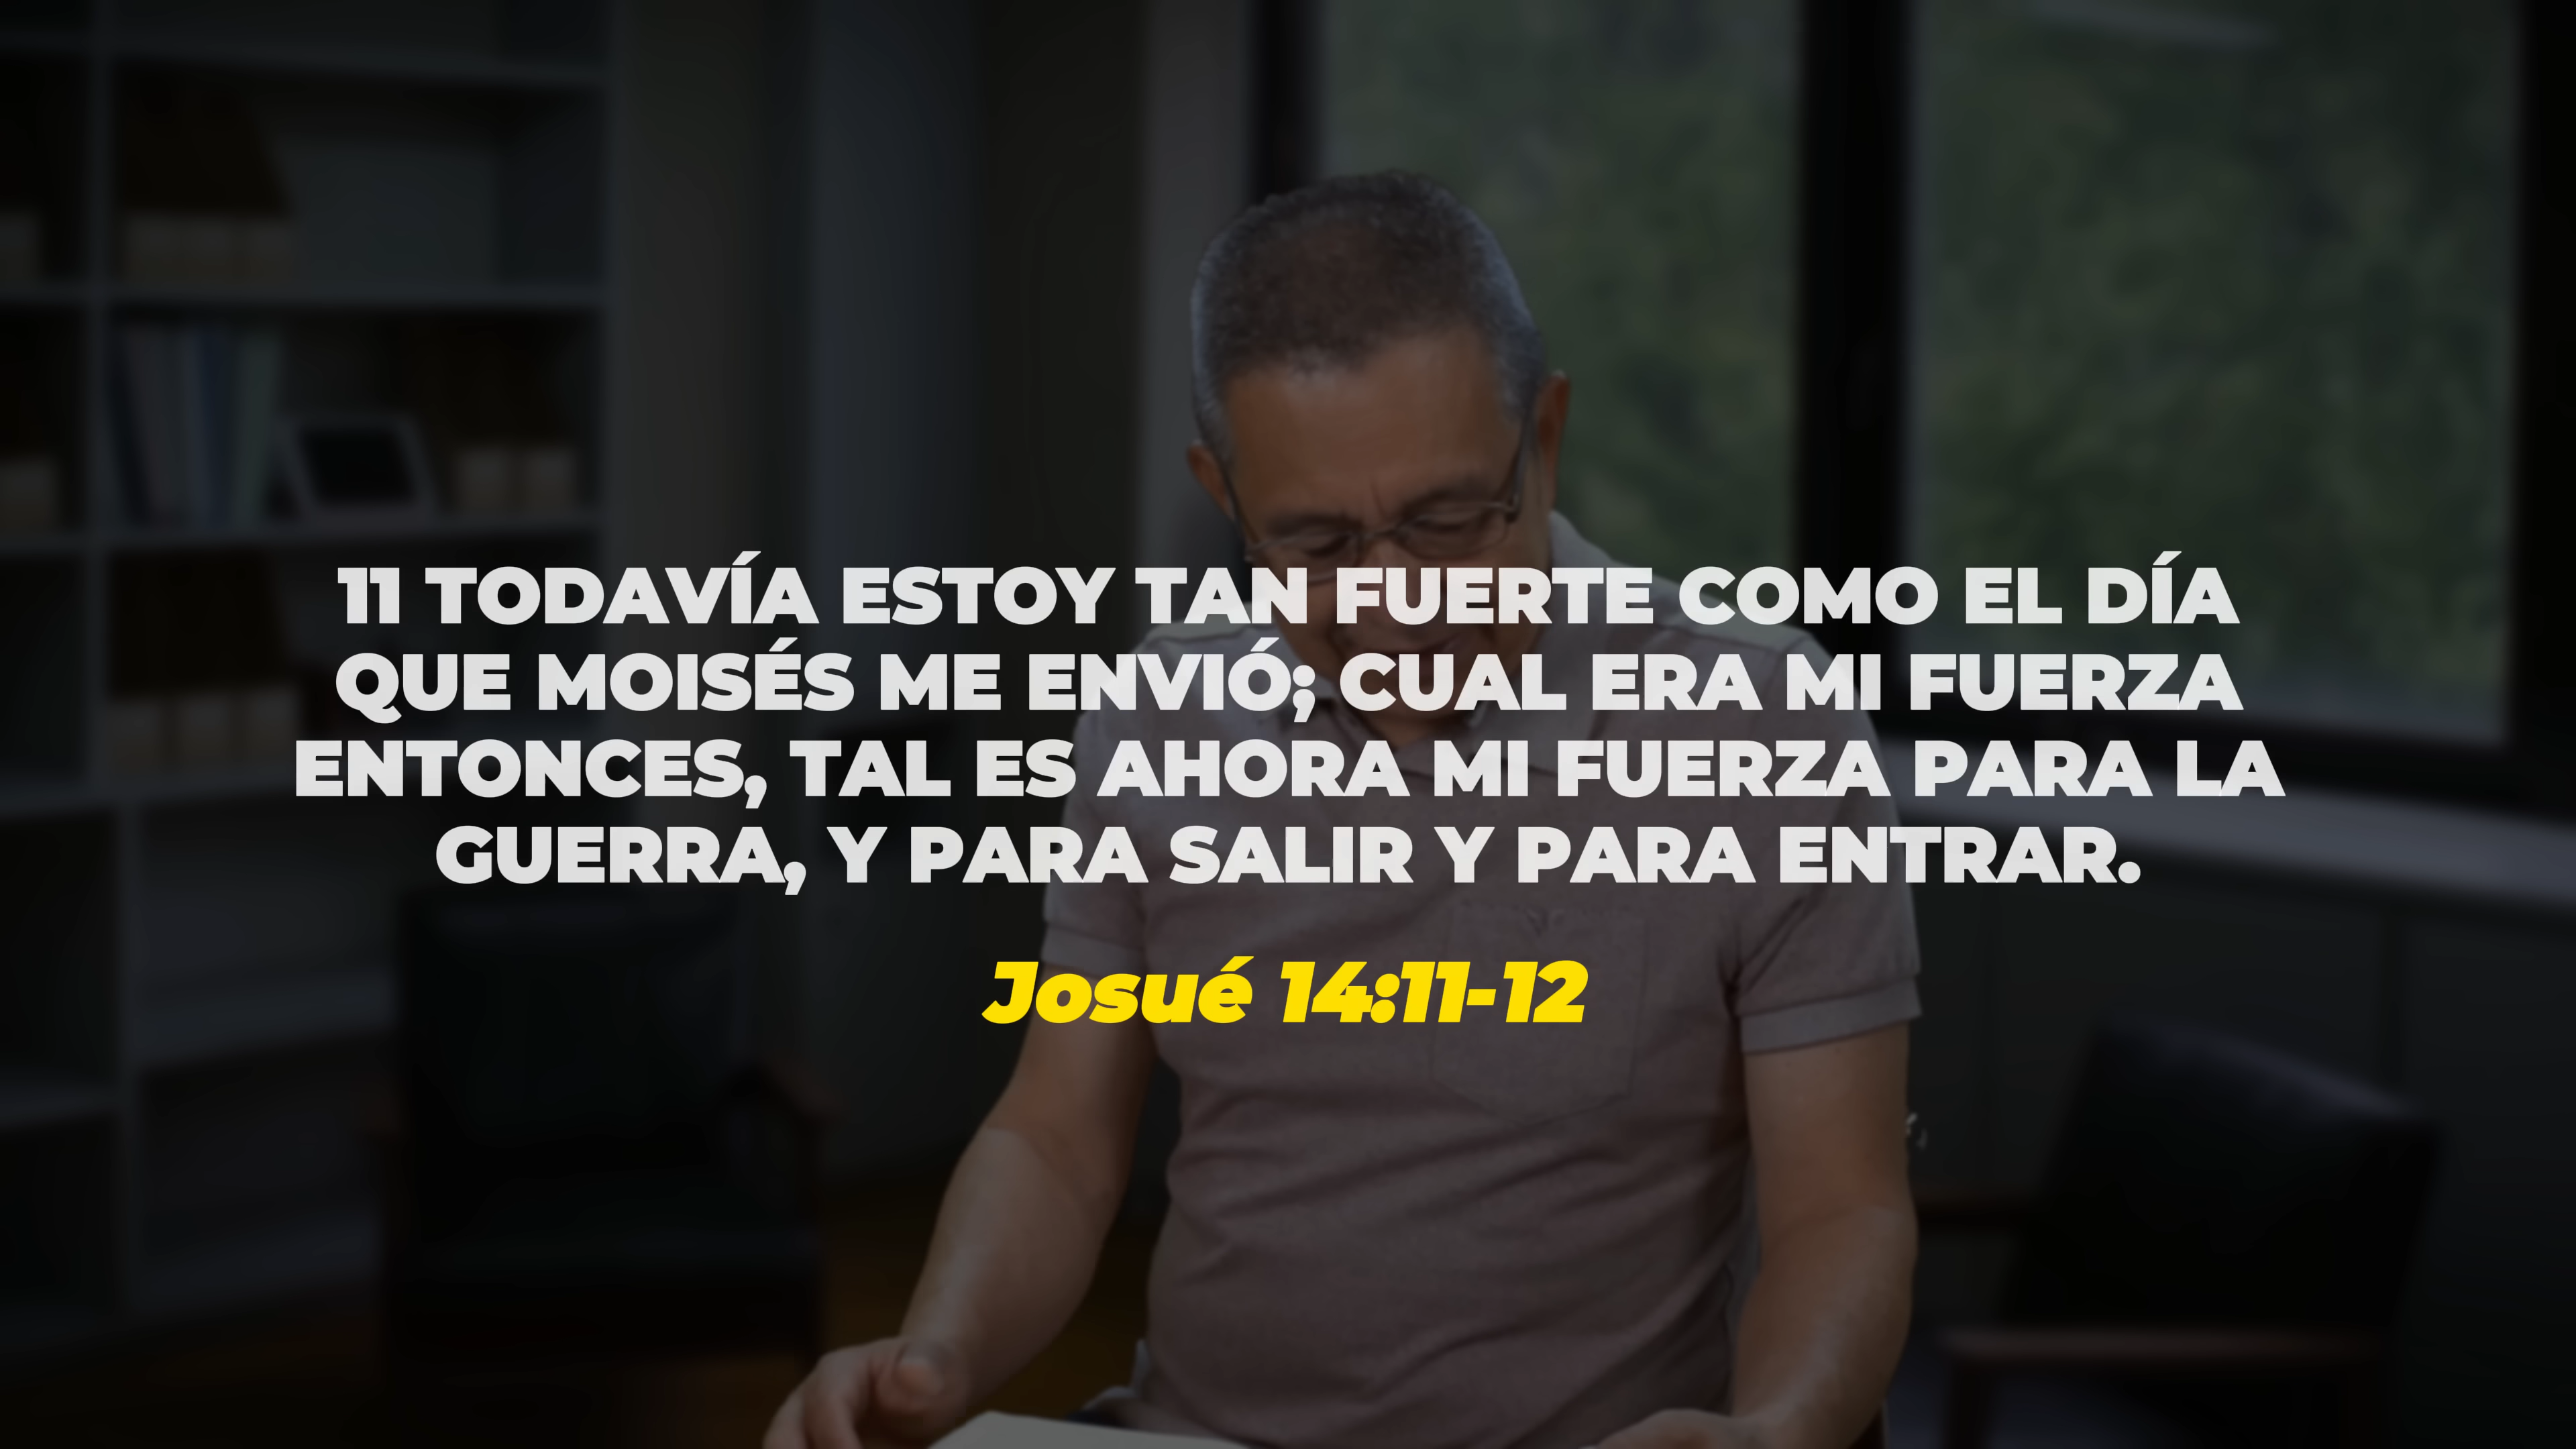 11 TODAVÍA ESTOY TAN FUERTE COMO EL DÍA
QUE MOISÉS ME ENVIÓ; CUAL ERA MI FUERZA
ENTONCES, TAL ES AHORA MI FUERZA PARA LA
GUERRA, Y PARA SALIR Y PARA ENTRAR.
Josué 14:11-12